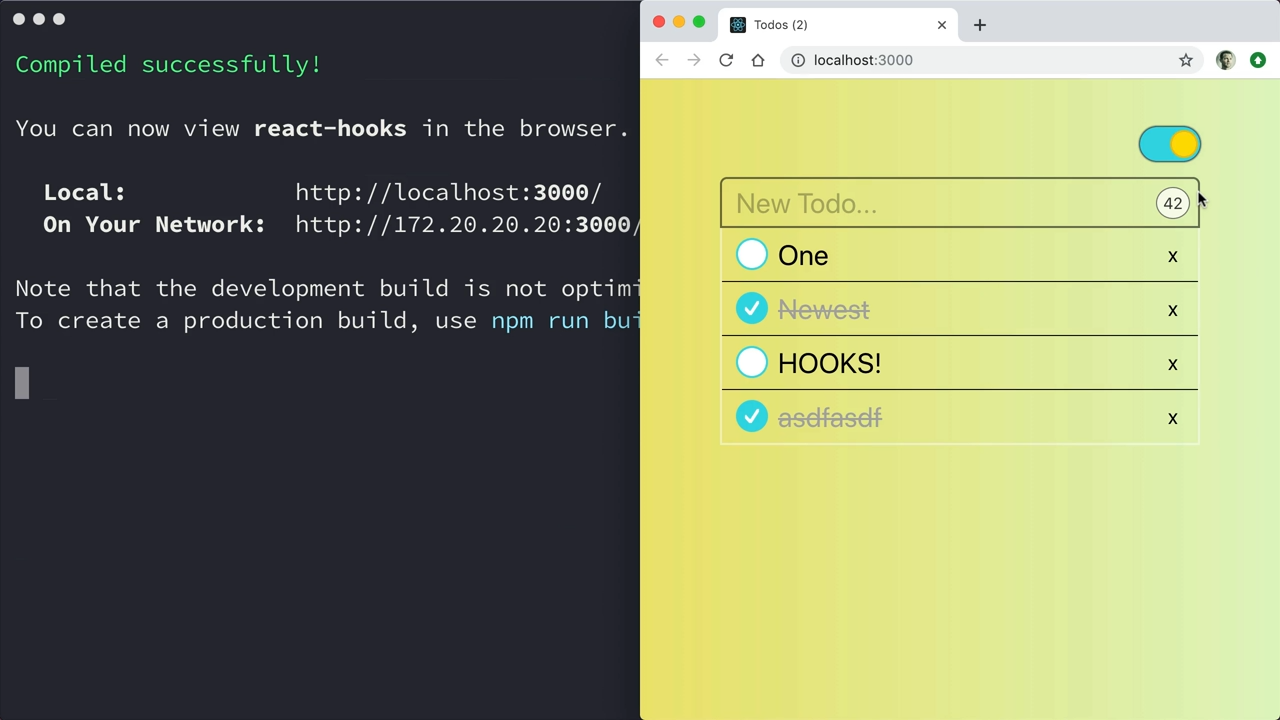 Compiled successfully!
You can now view react-hooks in the browser.
Local: http://localhost:3000/
On Your Network: http://172.20.20.20:3000/
Note that the development build is not optimi
To create a production build, use npm run bui
Todos (2)
localhost:3000
New Todo...
42
One
x
Newest
x
HOOKS!
x
asdfasdf
x